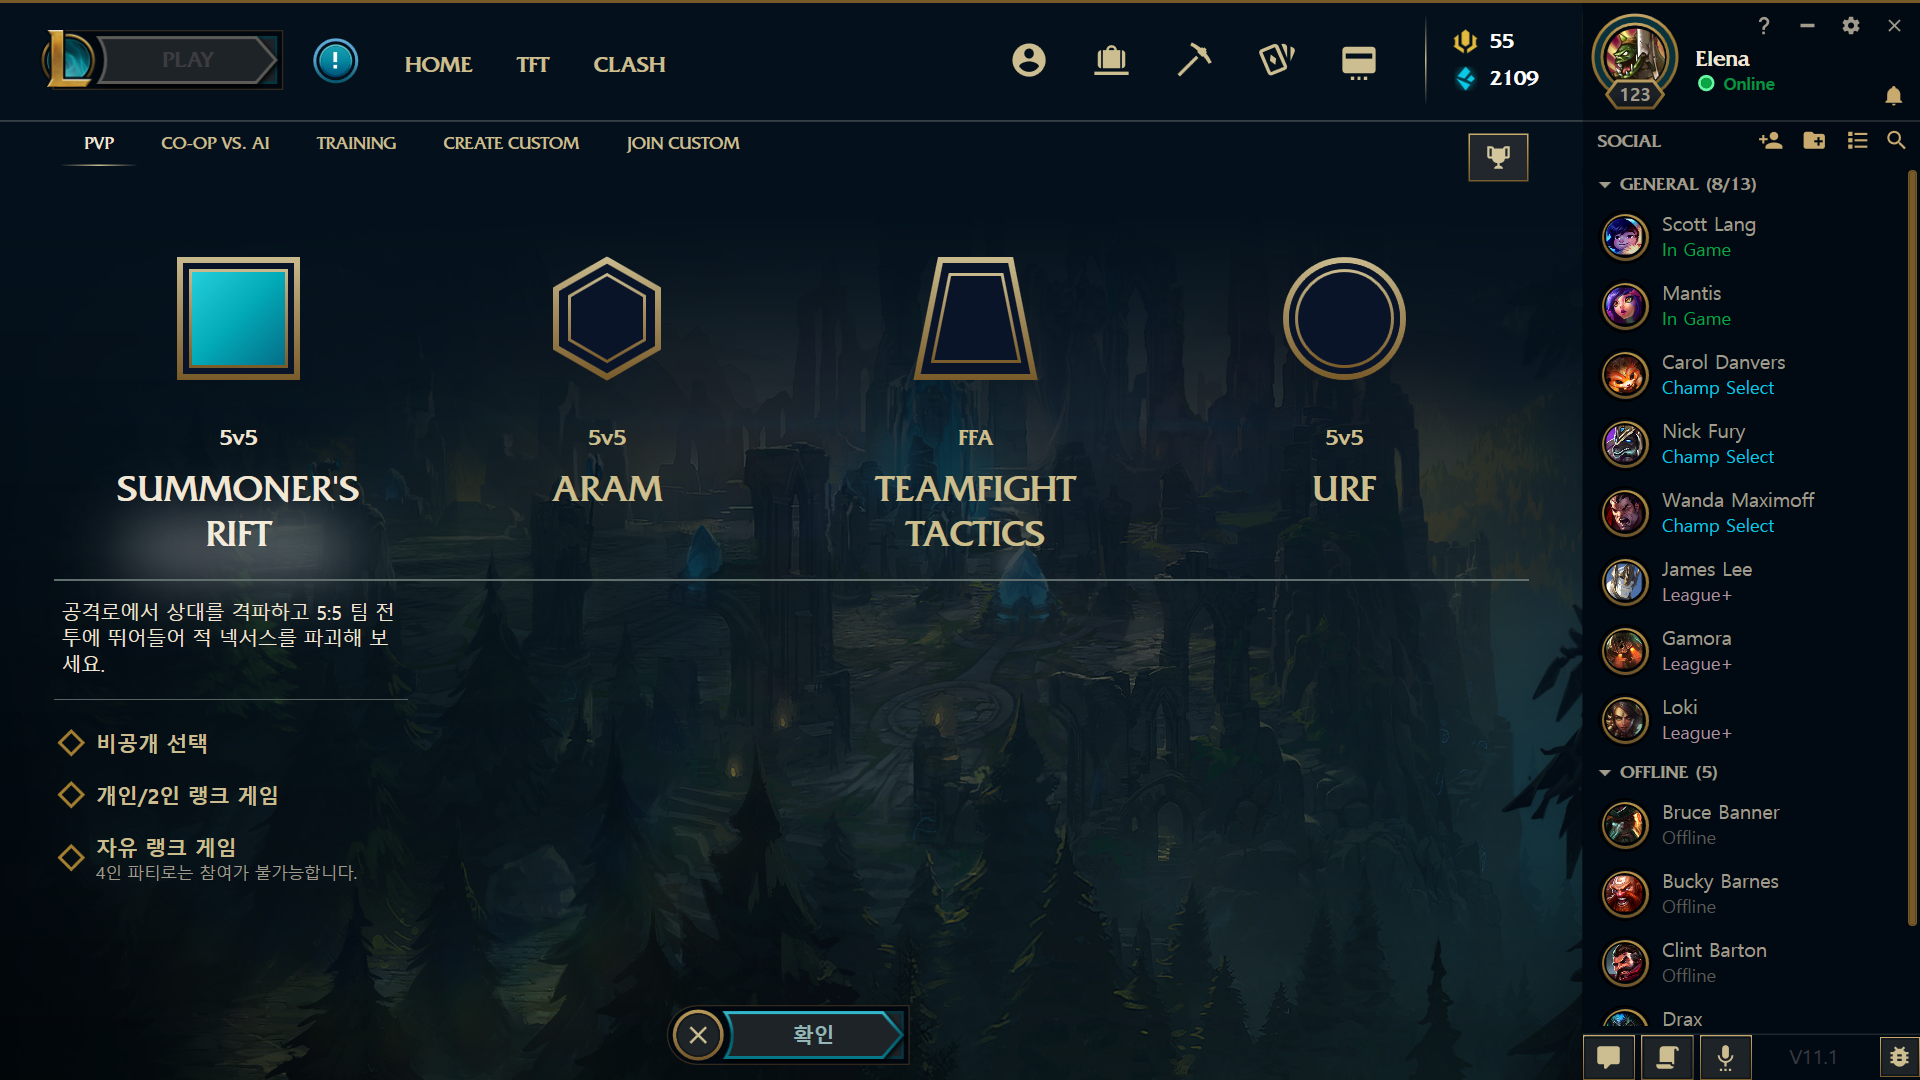 PLAY
!
HOME
TFT
CLASH
55
2109
?
Elena
Online
123
PVP
CO-OP VS. AI
TRAINING
CREATE CUSTOM
JOIN CUSTOM
5v5
SUMMONER'S
RIFT
5v5
ARAM
FFA
TEAMFIGHT
TACTICS
5v5
URF
공격로에서 상대를 격파하고 5:5 팀 전
투에 뛰어들어 적 넥서스를 파괴해 보
세요.
비공개 선택
개인/2인 랭크 게임
자유 랭크 게임
4인 파티로는 참여가 불가능합니다.
확인
SOCIAL
GENERAL (8/13)
Scott Lang
In Game
Mantis
In Game
Carol Danvers
Champ Select
Nick Fury
Champ Select
Wanda Maximoff
Champ Select
James Lee
League+
Gamora
League+
Loki
League+
OFFLINE (5)
Bruce Banner
Offline
Bucky Barnes
Offline
Clint Barton
Offline
Drax
V11.1